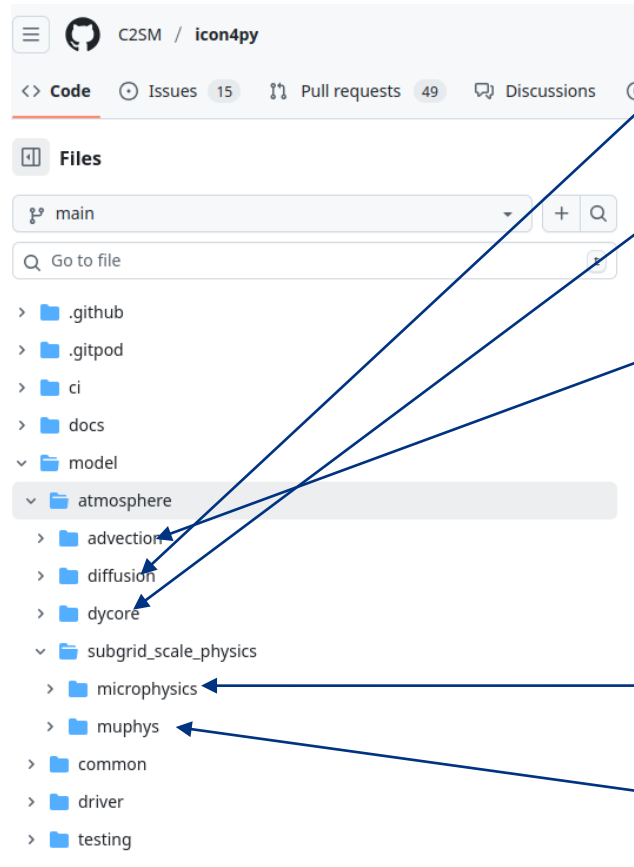 C2SM / icon4py
<> Code Issues 15 Pull requests 49 Discussions
Files
main
Go to file
.github
.gitpod
ci
docs
model
atmosphere
advection
diffusion
dycore
subgrid_scale_physics
microphysics
muphys
common
driver
testing